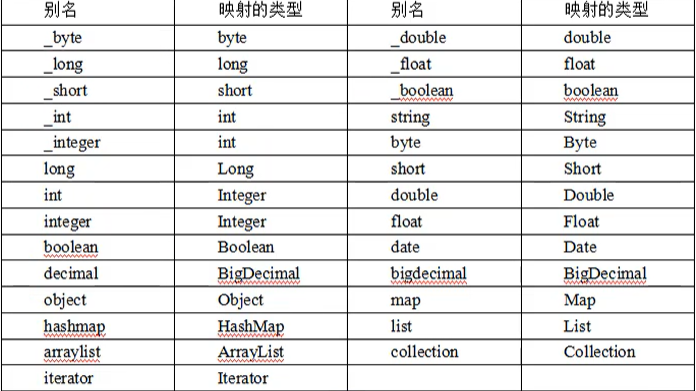 别名 映射的类型 别名 映射的类型
_byte byte _double double
_long long _float float
_short short _boolean boolean
_int int string String
_integer int byte Byte
long Long short Short
int Integer double Double
integer Integer float Float
boolean Boolean date Date
decimal BigDecimal bigdecimal BigDecimal
object Object map Map
hashmap HashMap list List
arraylist ArrayList collection Collection
iterator Iterator